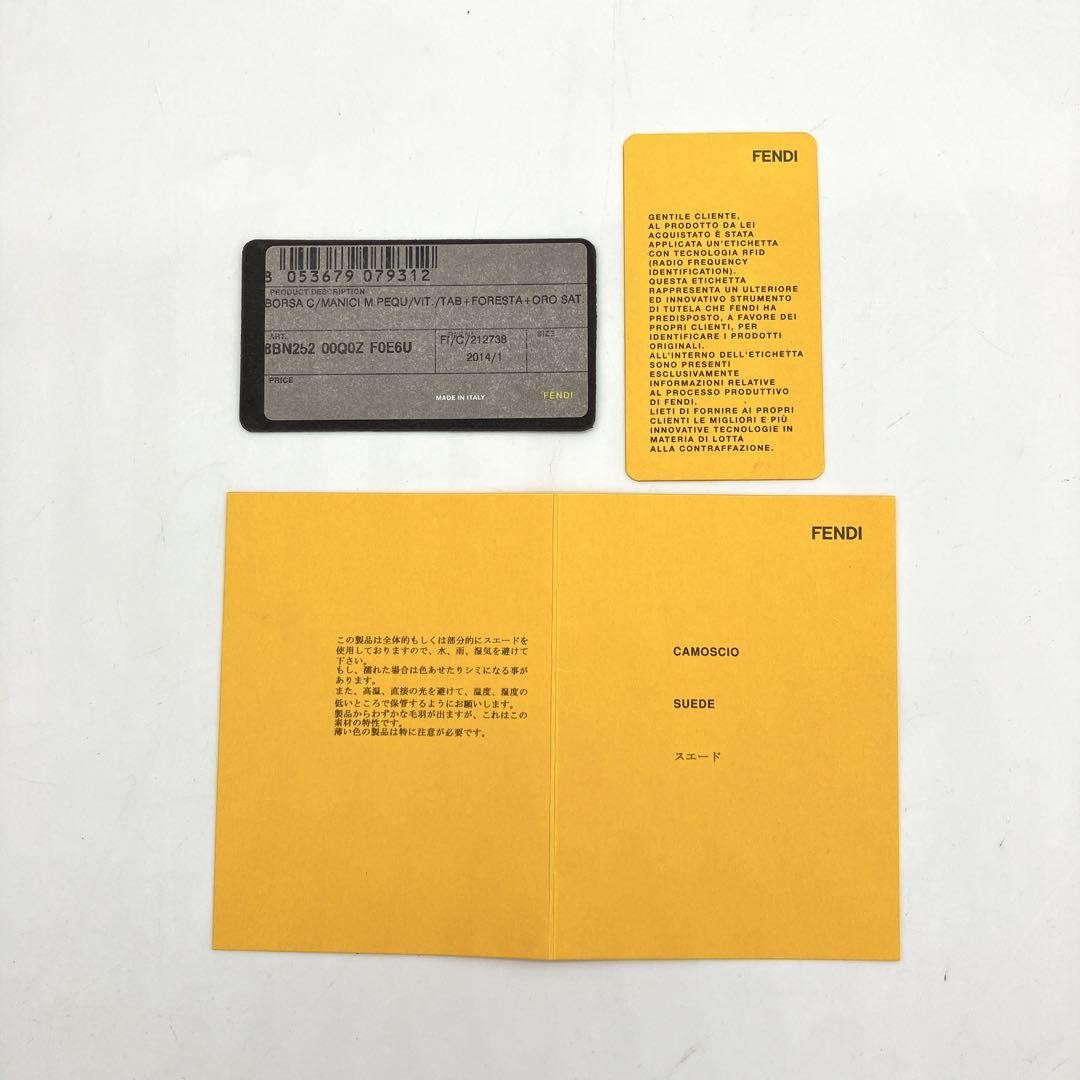 8 053679 079312
PRODUCT DESCRIPTION
BORSA C/MANICI M.PEQU/VIT./TAB+FORESTA+ORO SAT.
ART.
8BN252 00Q0Z F0E6U
FI/C/212738
2014/1
SIZE
PRICE
MADE IN ITALY
FENDI
FENDI
GENTILE CLIENTE,
AL PRODOTTO DA LEI
ACQUISTATO È STATA
APPLICATA UN'ETICHETTA
CON TECNOLOGIA RFID
(RADIO FREQUENCY
IDENTIFICATION).
QUESTA ETICHETTA
RAPPRESENTA UN ULTERIORE
ED INNOVATIVO STRUMENTO
DI TUTELA CHE FENDI HA
PREDISPOSTO, A FAVORE DEI
PROPRI CLIENTI, PER
IDENTIFICARE I PRODOTTI
ORIGINALI.
ALL'INTERNO DELL'ETICHETTA
SONO PRESENTI
ESCLUSIVAMENTE
INFORMAZIONI RELATIVE
AL PROCESSO PRODUTTIVO
DI FENDI.
LIETI DI FORNIRE AI PROPRI
CLIENTI LE MIGLIORI E PIÙ
INNOVATIVE TECNOLOGIE IN
MATERIA DI LOTTA
ALLA CONTRAFFAZIONE.
この製品は全体的もしくは部分的にスエードを
使用しておりますので、水、雨、湿気を避けて
下さい。
もし、濡れた場合は色あせたりシミになる事が
あります。
また、高温、直接の光を避けて、温度、湿度の
低いところで保管するようにお願いします。
製品からわずかな毛羽が出ますが、これはこの
素材の特性です。
薄い色の製品は特に注意が必要です。
FENDI
CAMOSCIO
SUEDE
スエード